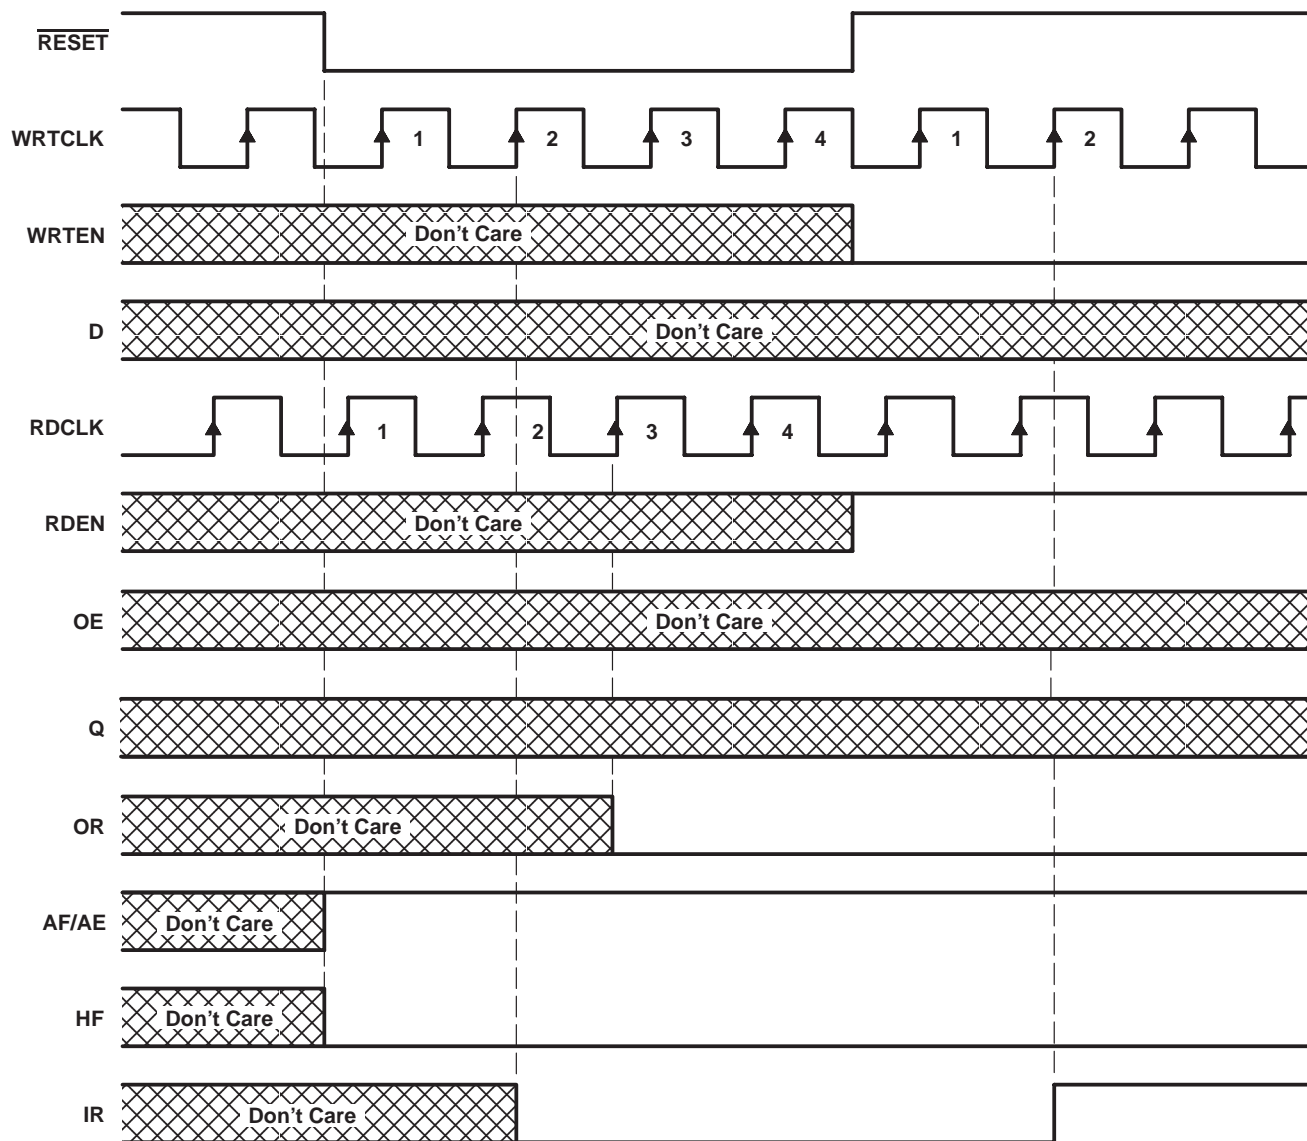 RESET
WRTCLK 1 2 3 4 1 2
WRTEN Don't Care
D Don't Care
RDCLK 1 2 3 4
RDEN Don't Care
OE Don't Care
Q
OR Don't Care
AF/AE Don't Care
HF Don't Care
IR Don't Care